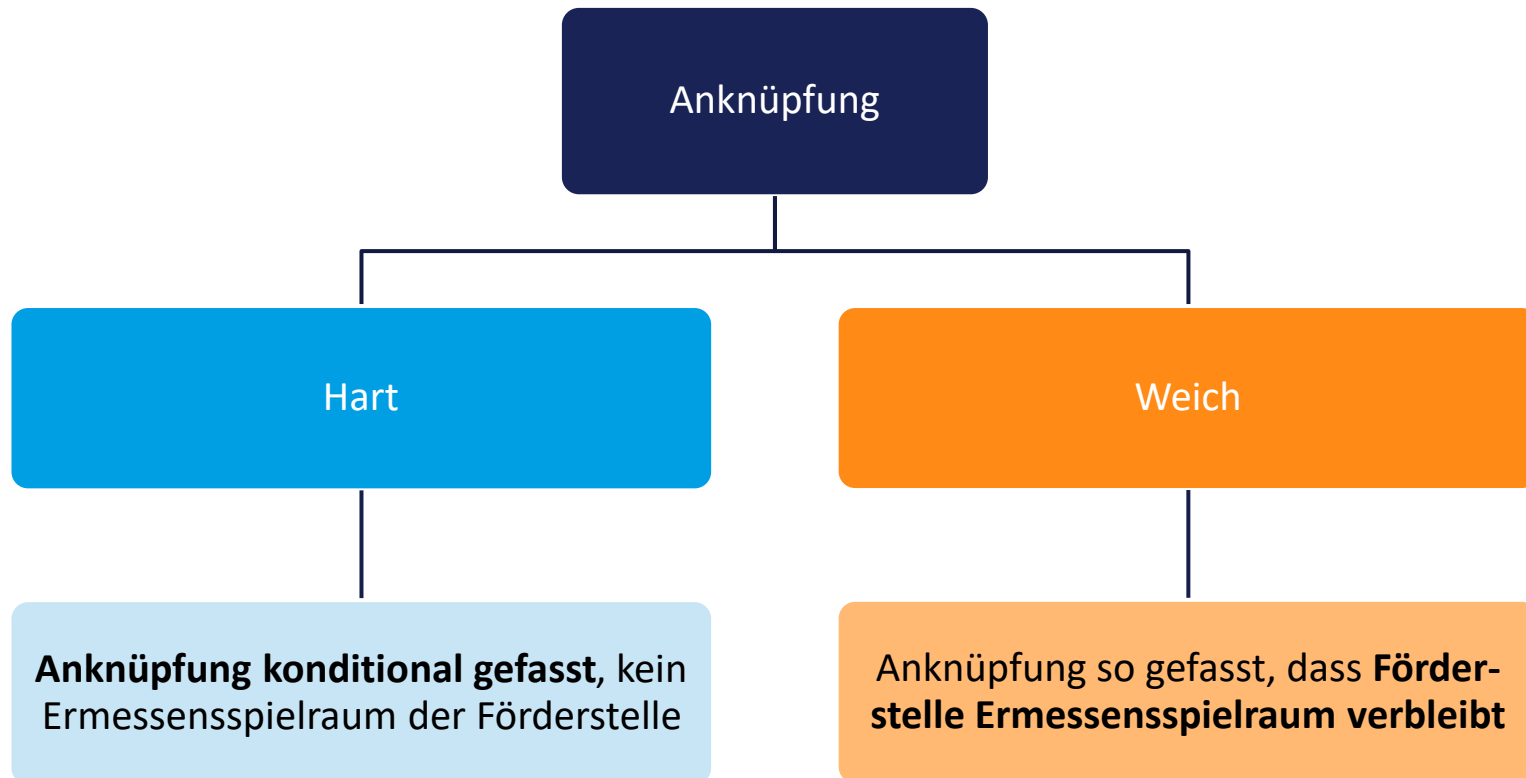 Anknüpfung
Hart
Weich
Anknüpfung konditional gefasst, kein
Ermessensspielraum der Förderstelle
Anknüpfung so gefasst, dass Förder-
stelle Ermessensspielraum verbleibt